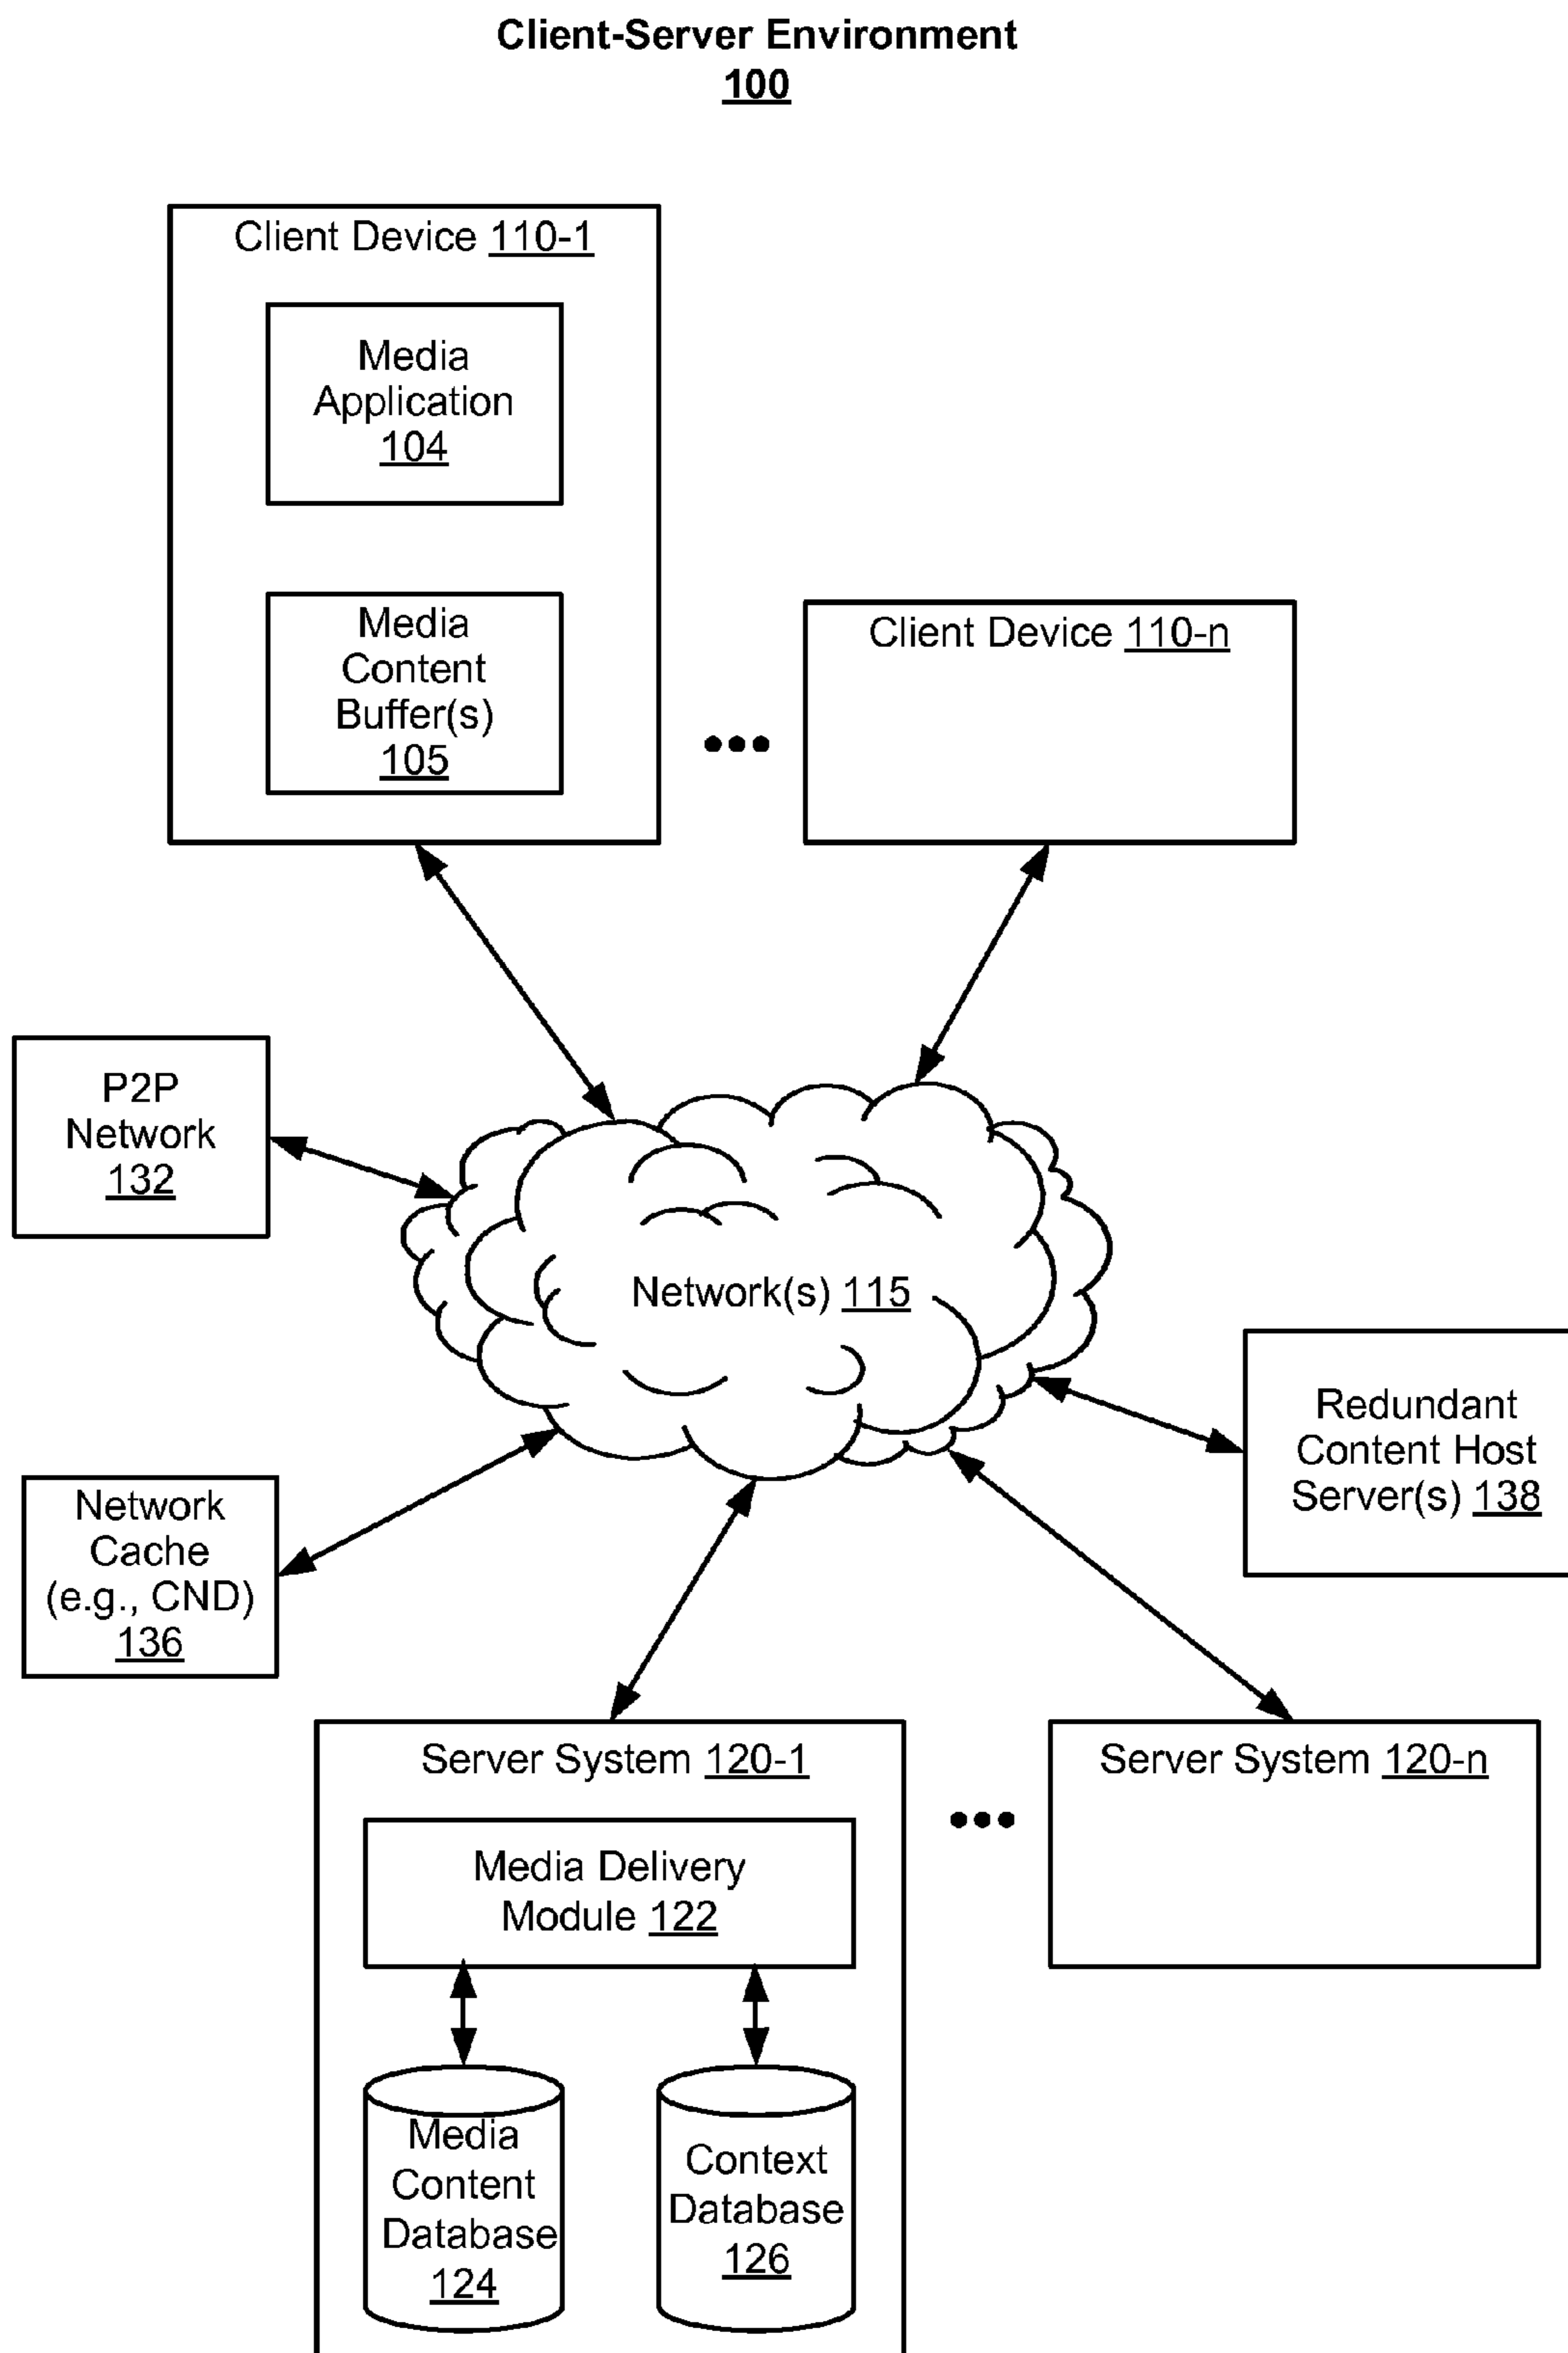 Client-Server Environment
100
Client Device 110-1
Media
Application
104
Media
Content
Buffer(s)
105
Client Device 110-n
P2P
Network
132
Network(s) 115
Redundant
Content Host
Server(s) 138
Network
Cache
(e.g., CND)
136
Server System 120-1
Media Delivery
Module 122
Media
Content
Database
124
Context
Database
126
Server System 120-n